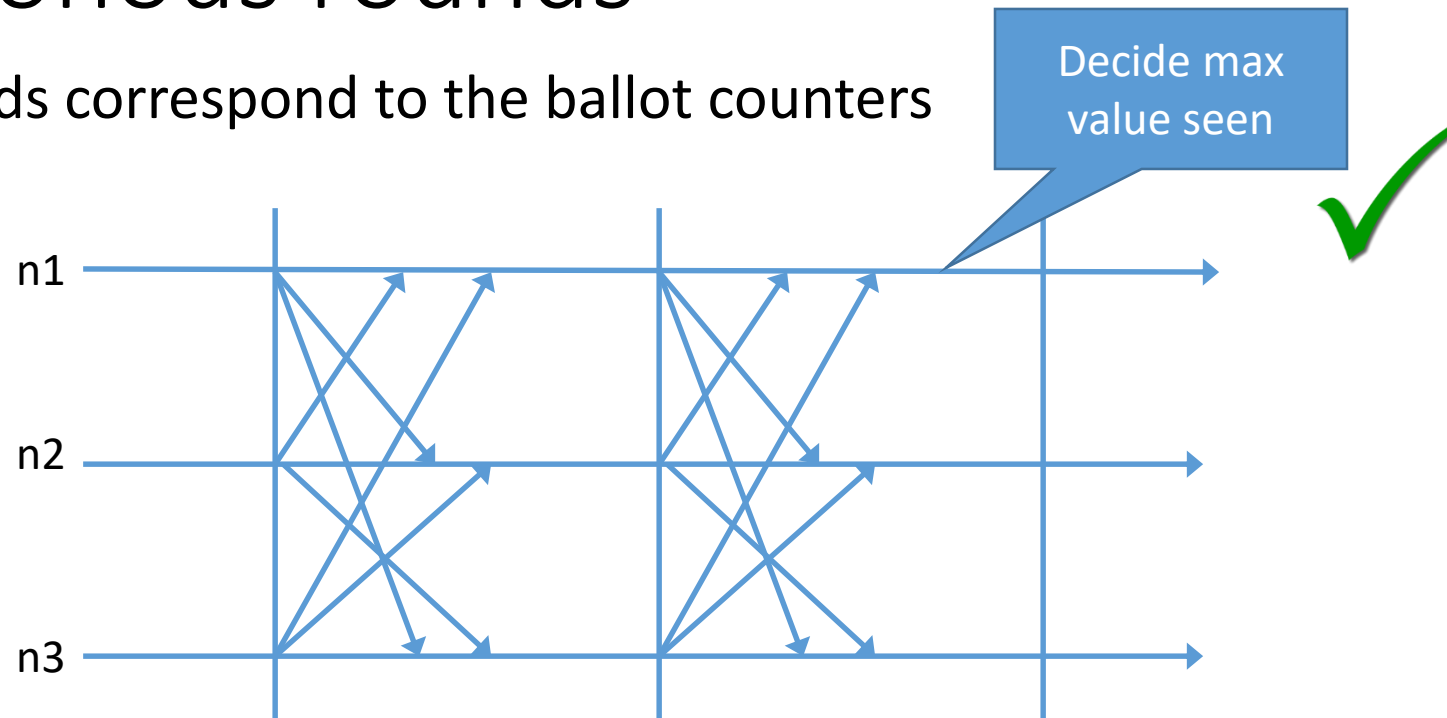 ds correspond to the ballot counters
Decide max
value seen
n1
n2
n3